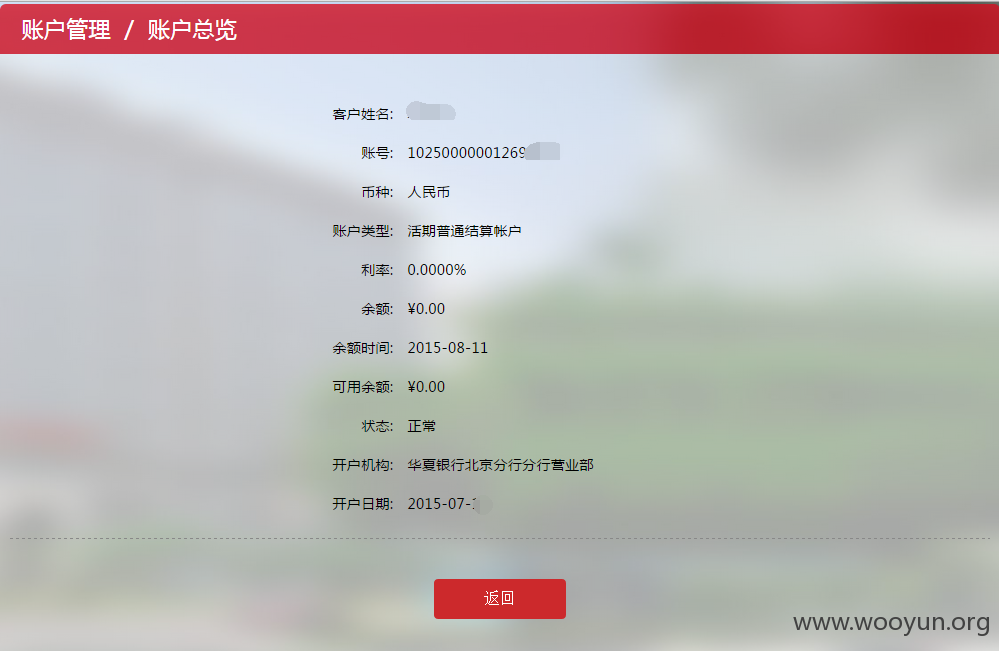 账户管理 / 账户总览
客户姓名:
账号: 10250000001269
币种: 人民币
账户类型: 活期普通结算帐户
利率: 0.0000%
余额: ¥0.00
余额时间: 2015-08-11
可用余额: ¥0.00
状态: 正常
开户机构: 华夏银行北京分行分行营业部
开户日期: 2015-07-
返回
www.wooyun.org